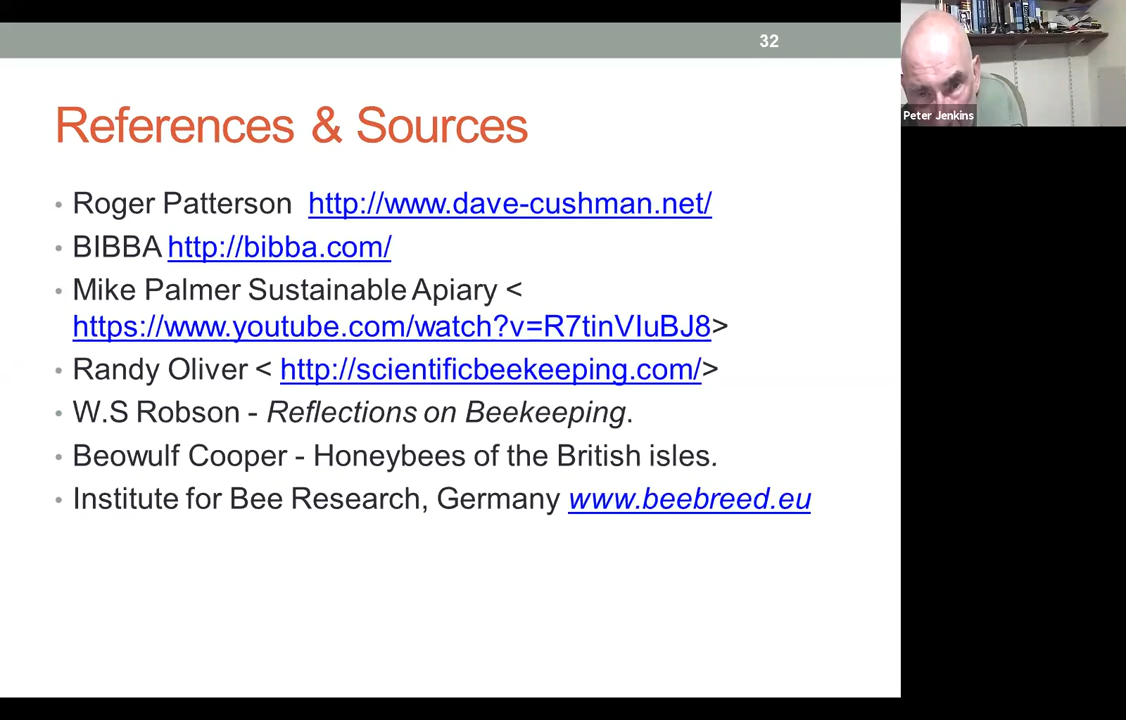 32
Peter Jenkins
References & Sources
• Roger Patterson http://www.dave-cushman.net/
• BIBBA http://bibba.com/
• Mike Palmer Sustainable Apiary <
https://www.youtube.com/watch?v=R7tinVIuBJ8>
• Randy Oliver < http://scientificbeekeeping.com/>
• W.S Robson - Reflections on Beekeeping.
• Beowulf Cooper - Honeybees of the British isles.
• Institute for Bee Research, Germany www.beebreed.eu